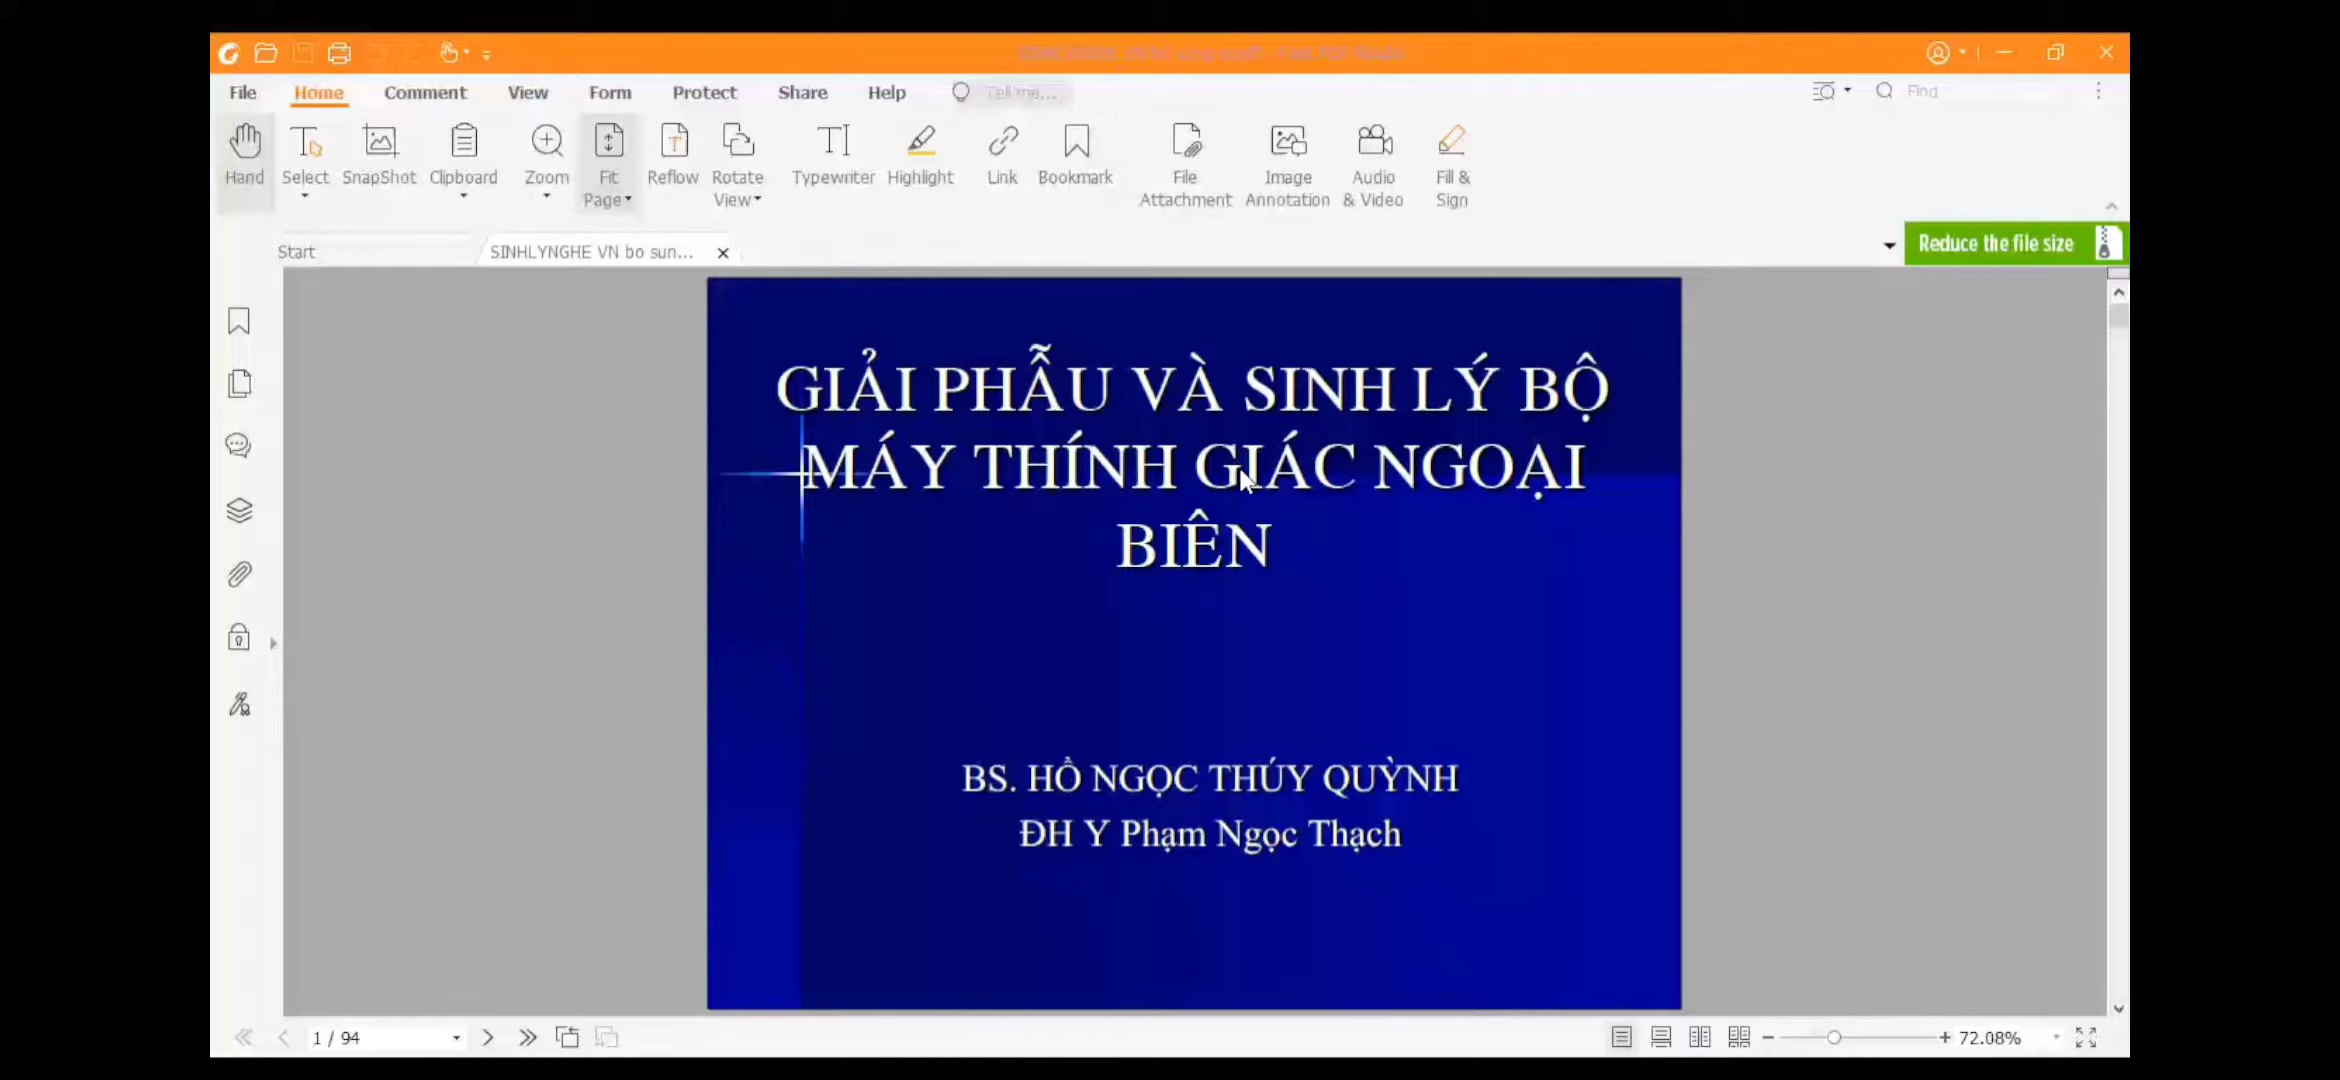 File Home Comment View Form Protect Share Help Tell me... Find
Hand Select SnapShot Clipboard Zoom Fit Page Reflow Rotate View Typewriter Highlight Link Bookmark File Attachment Image Annotation Audio & Video Fill & Sign
Start SINHLYNGHE VN bo sun... Reduce the file size
GIẢI PHẪU VÀ SINH LÝ BỘ
MÁY THÍNH GIÁC NGOẠI
BIÊN
BS. HỒ NGỌC THÚY QUỲNH
ĐH Y Phạm Ngọc Thạch
1 / 94 72.08%